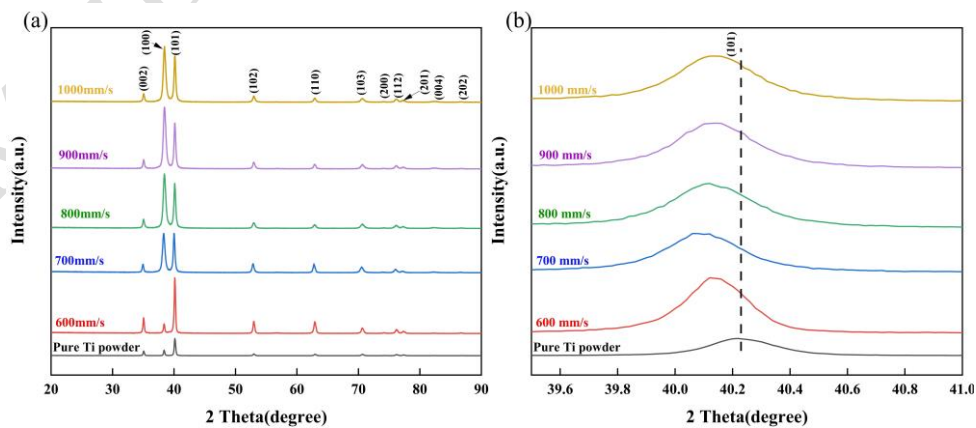 (a)
(002)
(100)
(101)
(102)
(110)
(103)
(200)
(112)
(201)
(004)
(202)
1000mm/s
900mm/s
800mm/s
700mm/s
600mm/s
Pure Ti powder
Intensity(a.u.)
20 30 40 50 60 70 80 90
2 Theta(degree)
(b)
(101)
1000 mm/s
900 mm/s
800 mm/s
700 mm/s
600 mm/s
Pure Ti powder
Intensity(a.u.)
39.6 39.8 40.0 40.2 40.4 40.6 40.8 41.0
2 Theta(degree)